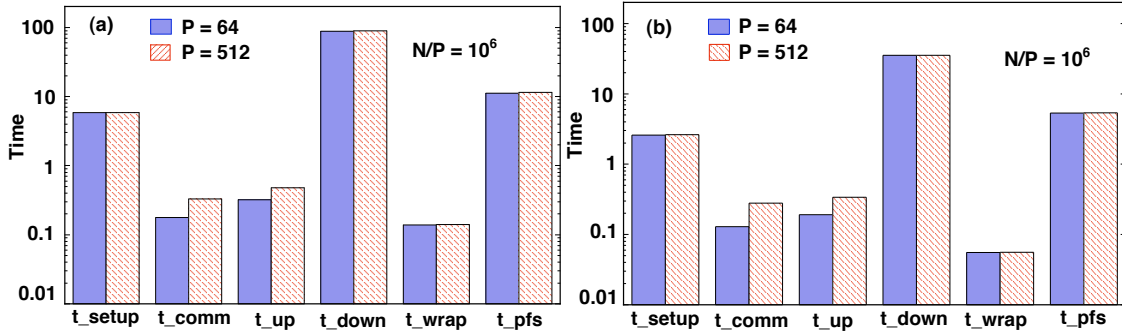 (a)
P = 64
P = 512
N/P = 10^6
Time
100
10
1
0.1
0.01
t_setup t_comm t_up t_down t_wrap t_pfs
(b)
P = 64
P = 512
N/P = 10^6
Time
100
10
1
0.1
0.01
t_setup t_comm t_up t_down t_wrap t_pfs